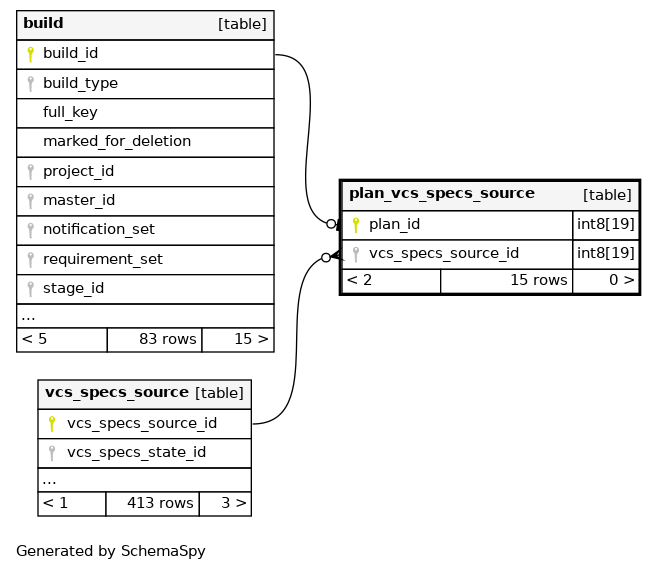 build [table]
build_id
build_type
full_key
marked_for_deletion
project_id
master_id
notification_set
requirement_set
stage_id
...
< 5 83 rows 15 >
plan_vcs_specs_source [table]
plan_id int8[19]
vcs_specs_source_id int8[19]
< 2 15 rows 0 >
vcs_specs_source [table]
vcs_specs_source_id
vcs_specs_state_id
...
< 1 413 rows 3 >
Generated by SchemaSpy